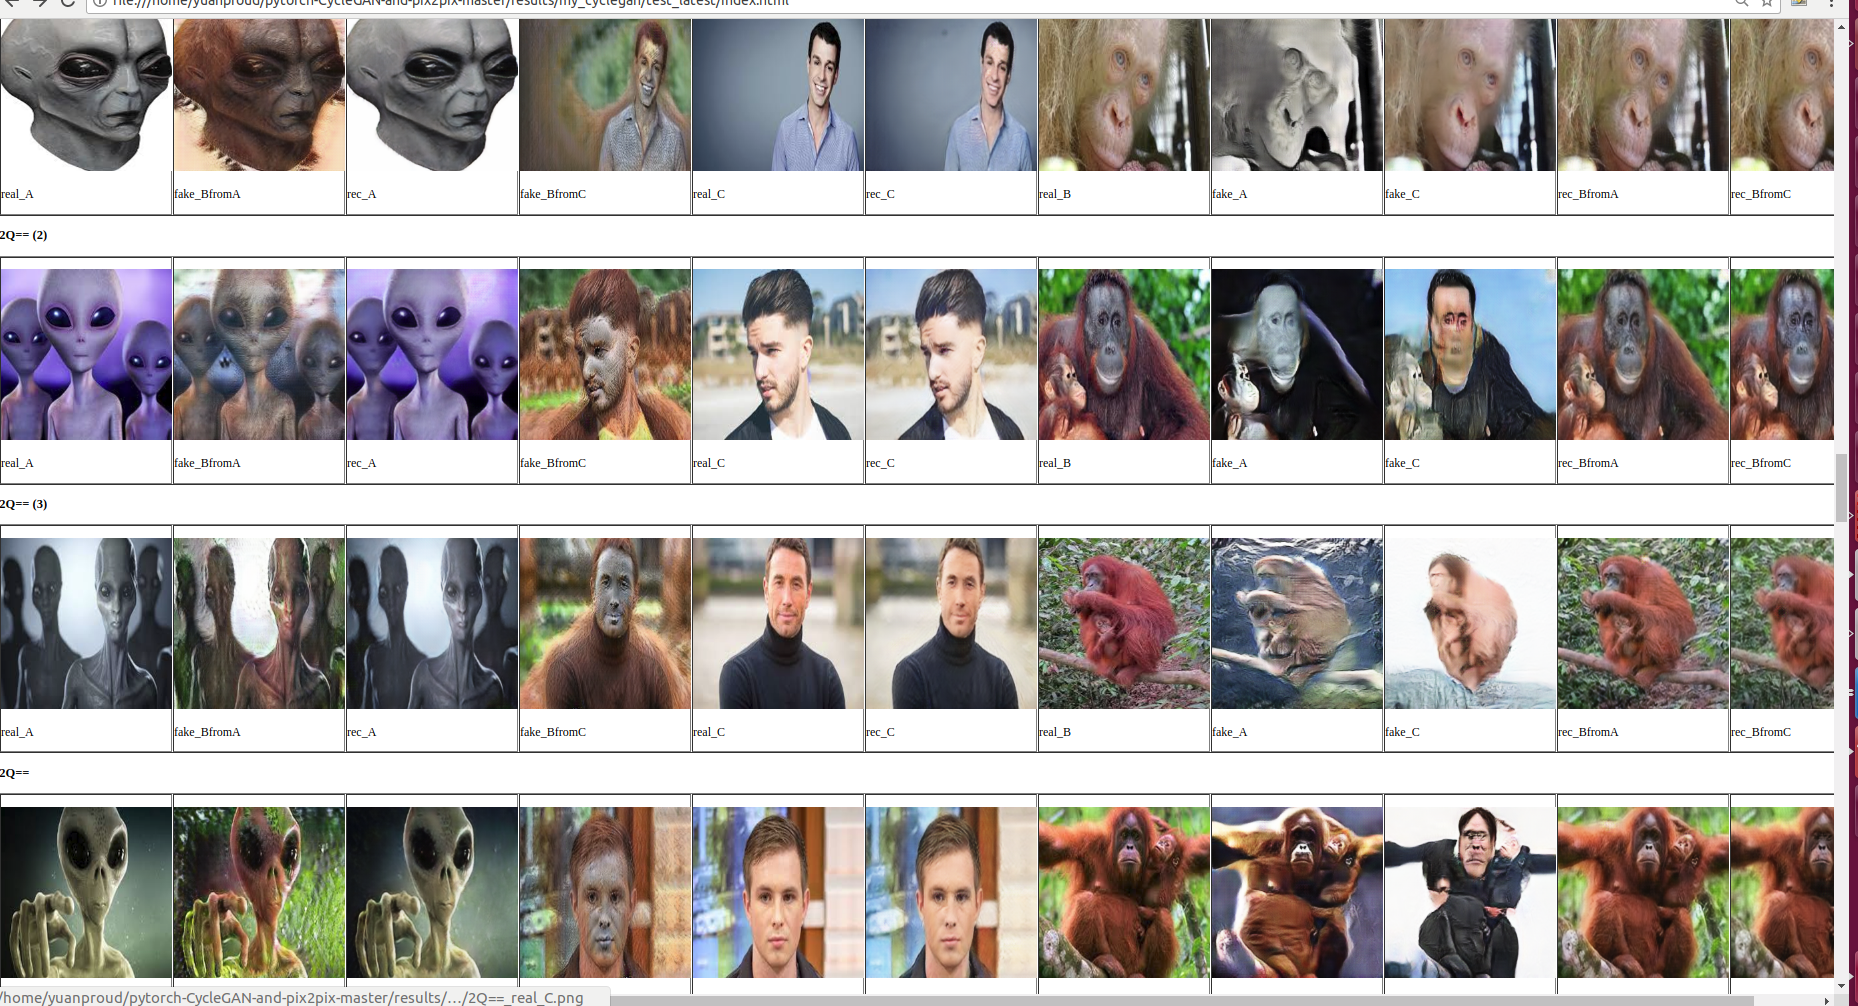 file:///home/yuanproud/pytorch-CycleGAN-and-pix2pix-master/results/my_cyclegan/test_latest/index.html
real_A fake_BfromA rec_A fake_BfromC real_C rec_C real_B fake_A fake_C rec_BfromA rec_BfromC
2Q== (2)
real_A fake_BfromA rec_A fake_BfromC real_C rec_C real_B fake_A fake_C rec_BfromA rec_BfromC
2Q== (3)
real_A fake_BfromA rec_A fake_BfromC real_C rec_C real_B fake_A fake_C rec_BfromA rec_BfromC
2Q==
/home/yuanproud/pytorch-CycleGAN-and-pix2pix-master/results/…/2Q==_real_C.png